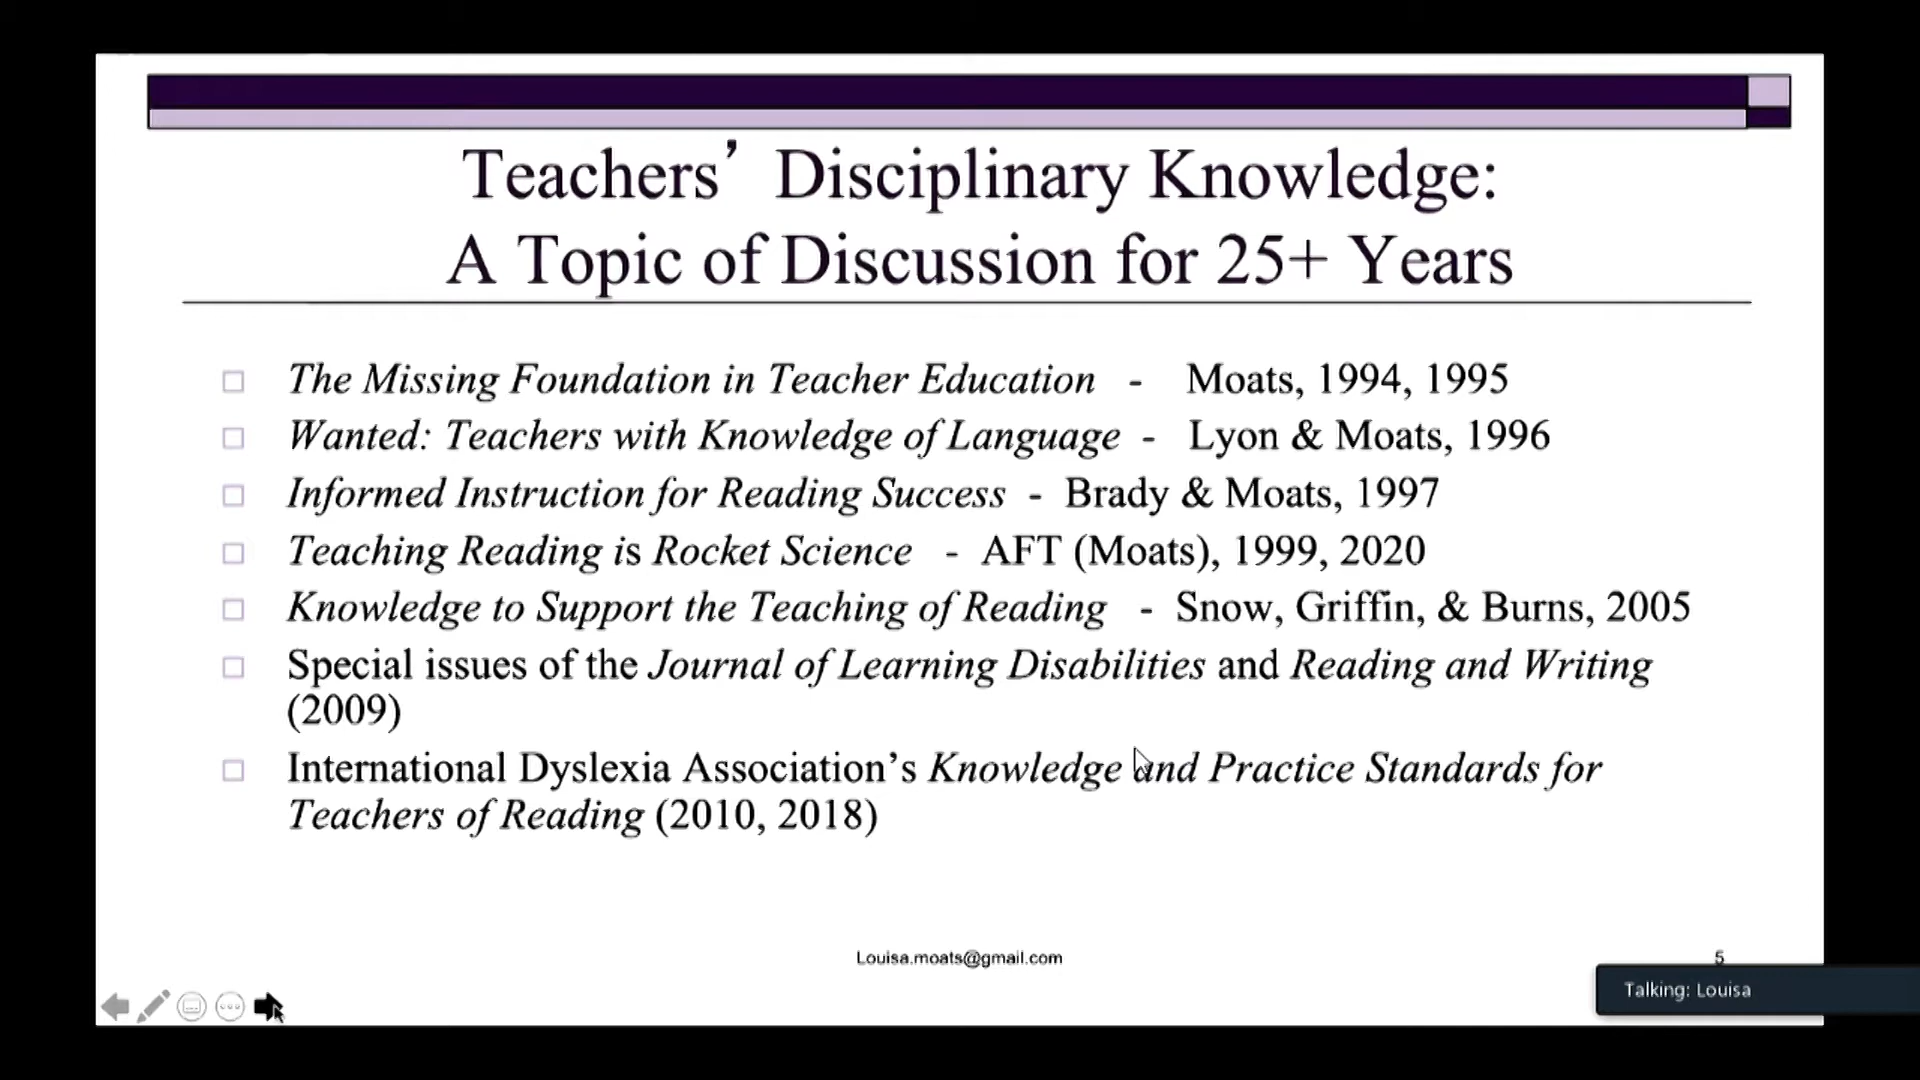 Teachers’ Disciplinary Knowledge:
A Topic of Discussion for 25+ Years
The Missing Foundation in Teacher Education - Moats, 1994, 1995
Wanted: Teachers with Knowledge of Language - Lyon & Moats, 1996
Informed Instruction for Reading Success - Brady & Moats, 1997
Teaching Reading is Rocket Science - AFT (Moats), 1999, 2020
Knowledge to Support the Teaching of Reading - Snow, Griffin, & Burns, 2005
Special issues of the Journal of Learning Disabilities and Reading and Writing
(2009)
International Dyslexia Association’s Knowledge and Practice Standards for
Teachers of Reading (2010, 2018)
Louisa.moats@gmail.com
5
Talking: Louisa